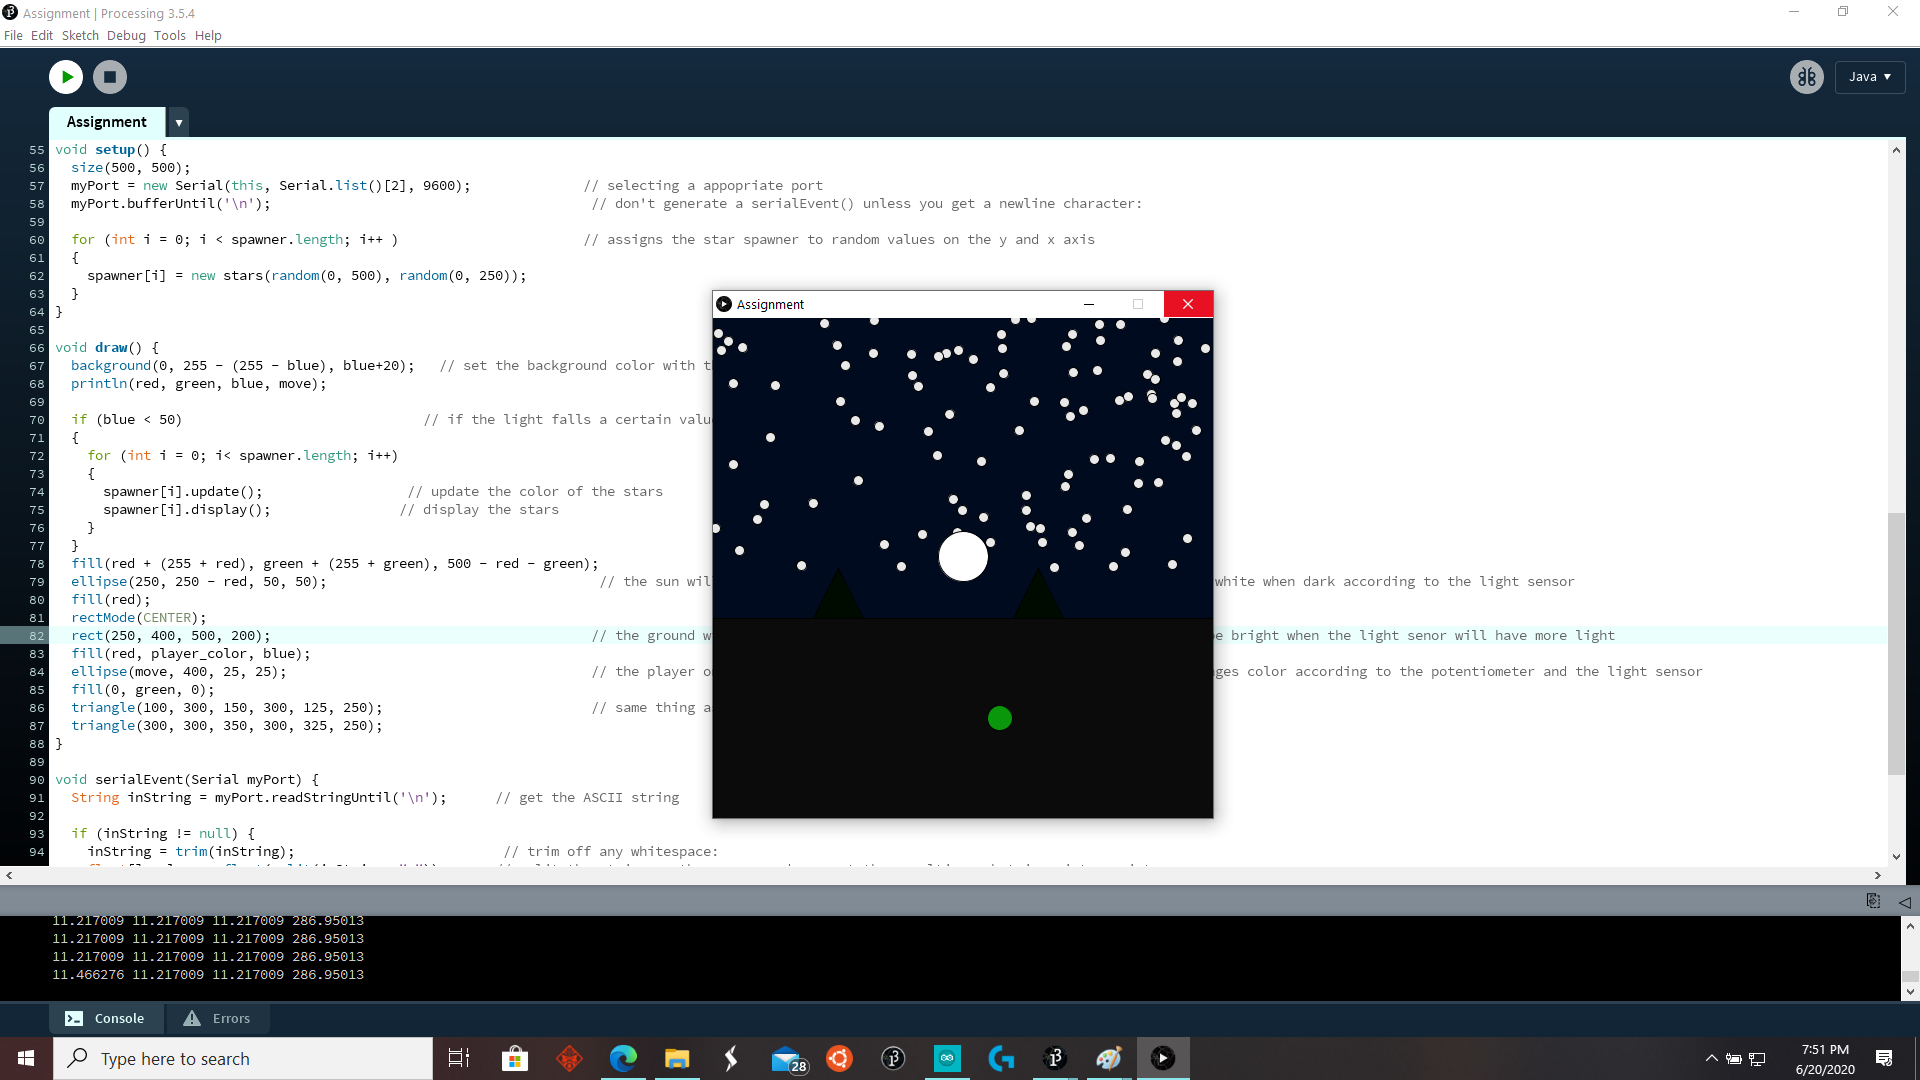 Assignment | Processing 3.5.4
File Edit Sketch Debug Tools Help
Java ▼
Assignment ▼
55 void setup() {
56 size(500, 500);
57 myPort = new Serial(this, Serial.list()[2], 9600); // selecting a appopriate port
58 myPort.bufferUntil('\n'); // don't generate a serialEvent() unless you get a newline character:
59
60 for (int i = 0; i < spawner.length; i++ ) // assigns the star spawner to random values on the y and x axis
61 {
62 spawner[i] = new stars(random(0, 500), random(0, 250));
63 }
64 }
65
66 void draw() {
67 background(0, 255 - (255 - blue), blue+20); // set the background color with
68 println(red, green, blue, move);
69
70 if (blue < 50) // if the light falls a certain
71 {
72 for (int i = 0; i< spawner.length; i++)
73 {
74 spawner[i].update(); // update the color of the stars
75 spawner[i].display(); // display the stars
76 }
77 }
78 fill(red + (255 + red), green + (255 + green), 500 - red - green);
79 ellipse(250, 250 - red, 50, 50); // the sun white when dark according to the light sensor
80 fill(red);
81 rectMode(CENTER);
82 rect(250, 400, 500, 200); // the ground bright when the light senor will have more light
83 fill(red, player_color, blue);
84 ellipse(move, 400, 25, 25); // the player color according to the potentiometer and the light sensor
85 fill(0, green, 0);
86 triangle(100, 300, 150, 300, 125, 250); // same thing
87 triangle(300, 300, 350, 300, 325, 250);
88 }
89
90 void serialEvent(Serial myPort) {
91 String inString = myPort.readStringUntil('\n'); // get the ASCII string
92
93 if (inString != null) {
94 inString = trim(inString); // trim off any whitespace:
Assignment
11.217009 11.217009 11.217009 286.95013
11.217009 11.217009 11.217009 286.95013
11.217009 11.217009 11.217009 286.95013
11.466276 11.217009 11.217009 286.95013
Console Errors
Type here to search
28
7:51 PM
6/20/2020